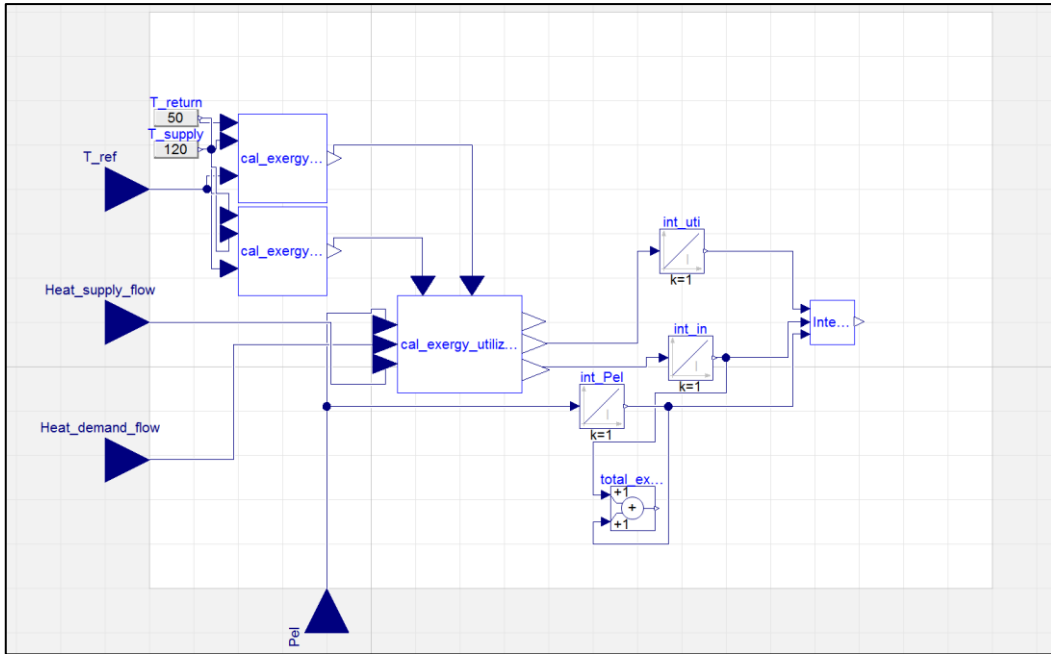 T_return
50
T_supply
120
T_ref
cal_exergy...
cal_exergy...
int_uti
k=1
Heat_supply_flow
cal_exergy_utiliz...
Inte...
int_in
k=1
int_Pel
k=1
Heat_demand_flow
total_ex...
+1
+
+1
Pel